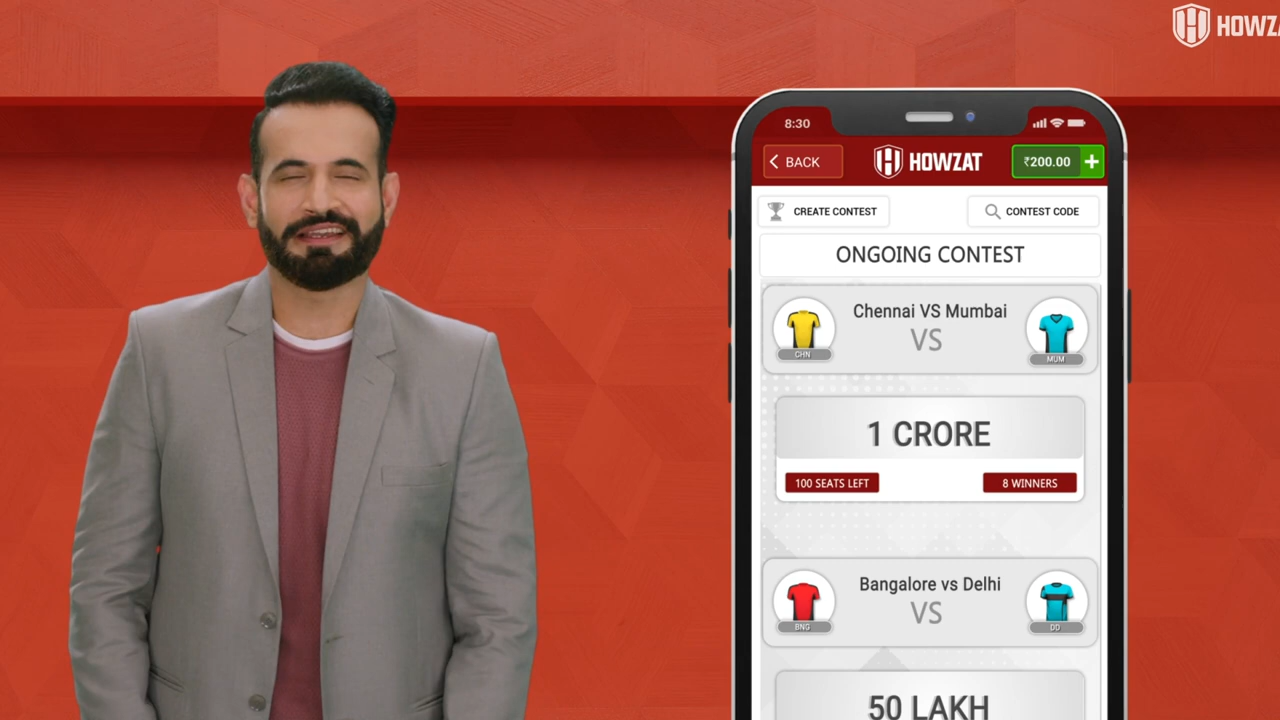 HOWZA
8:30
BACK
HOWZAT
₹200.00 +
CREATE CONTEST
CONTEST CODE
ONGOING CONTEST
Chennai VS Mumbai
VS
CHN
MUM
1 CRORE
100 SEATS LEFT
8 WINNERS
Bangalore vs Delhi
VS
BNG
DD
50 LAKH